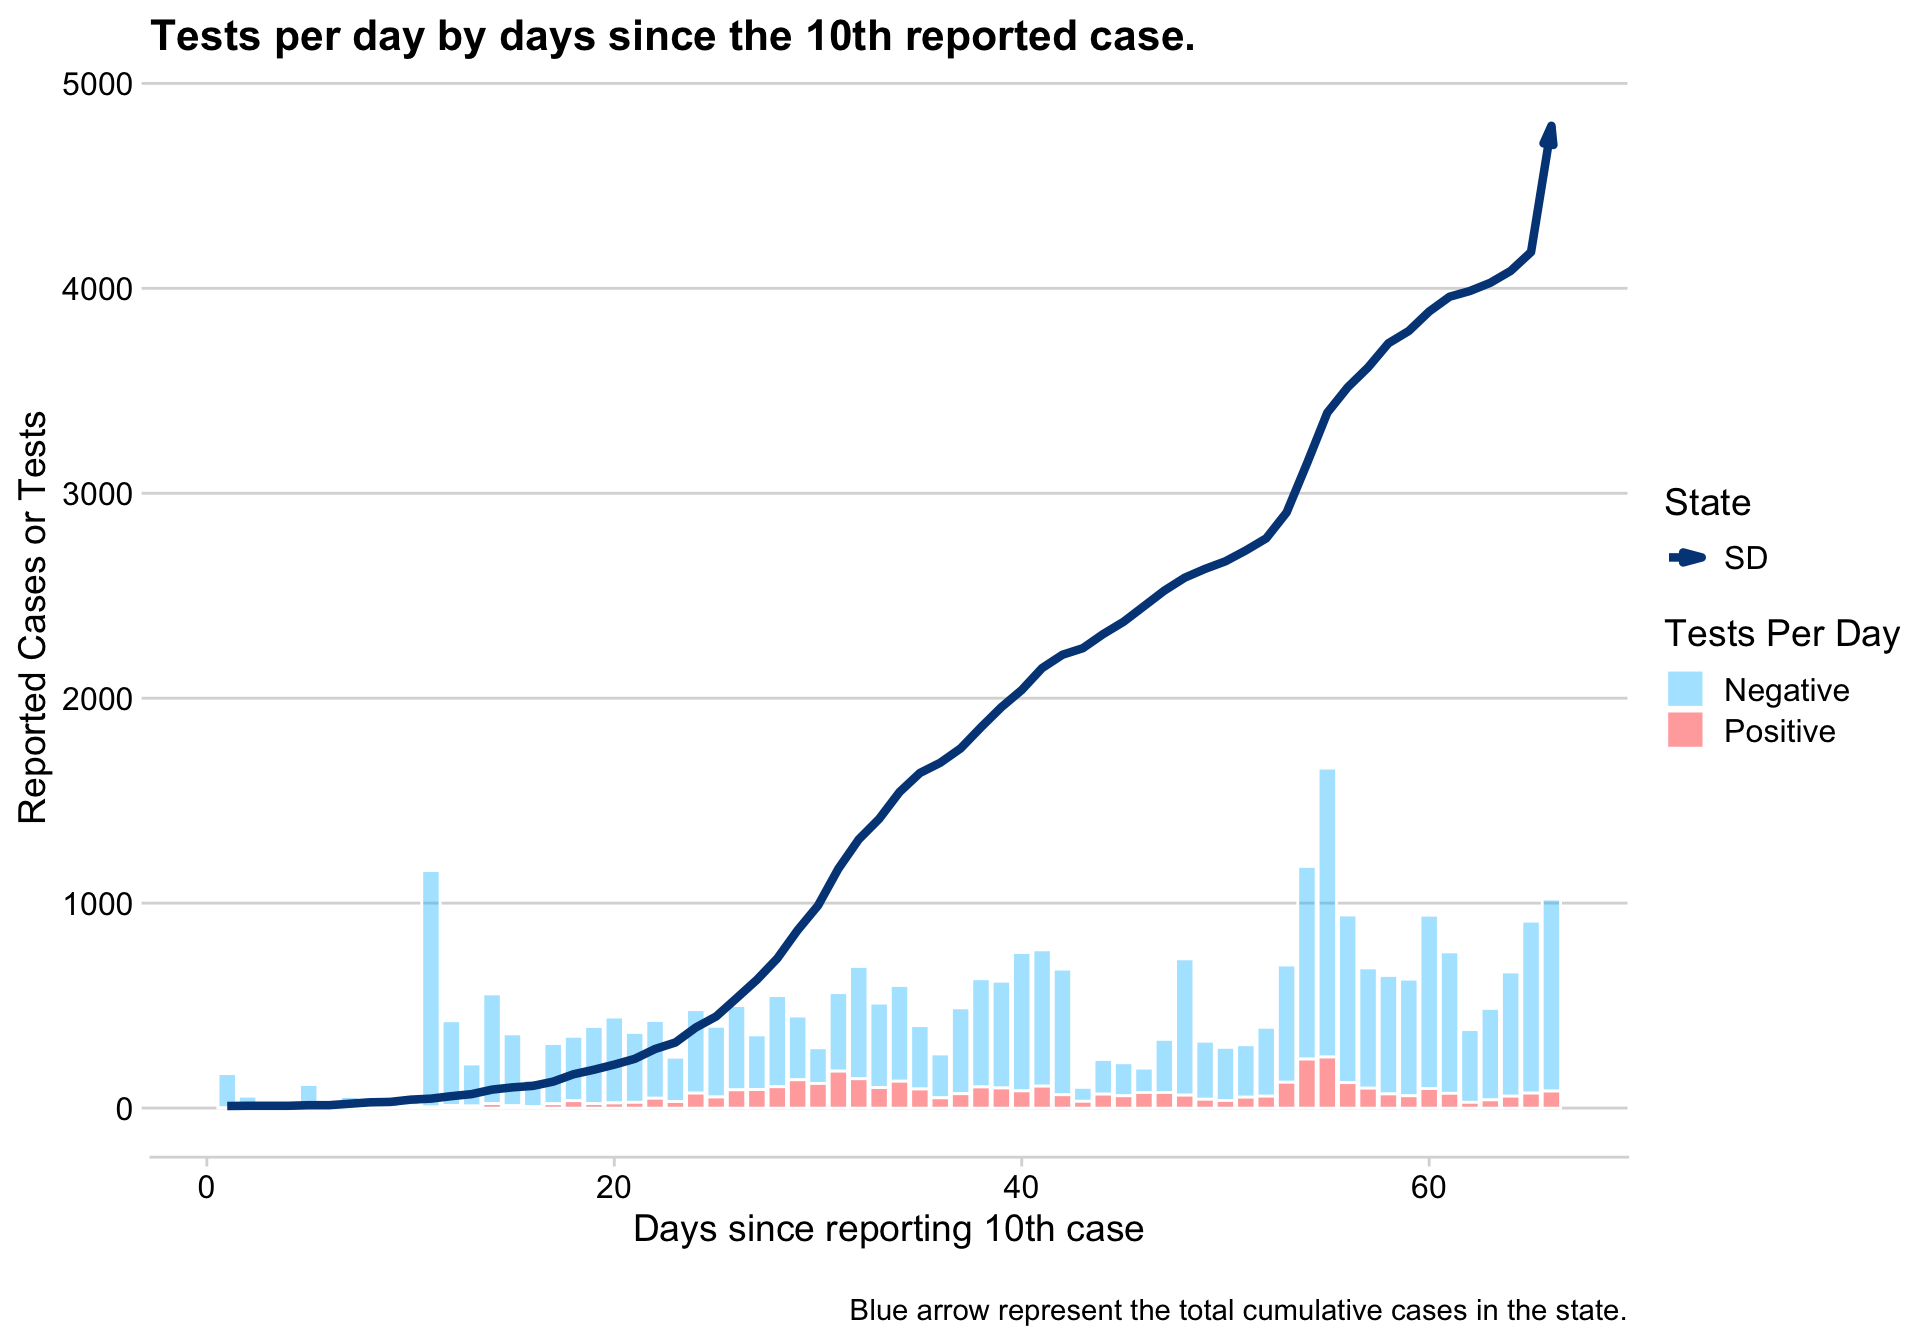 Tests per day by days since the 10th reported case.
5000
4000
3000
2000
1000
0
Reported Cases or Tests
0 20 40 60
Days since reporting 10th case
State
SD
Tests Per Day
Negative
Positive
Blue arrow represent the total cumulative cases in the state.